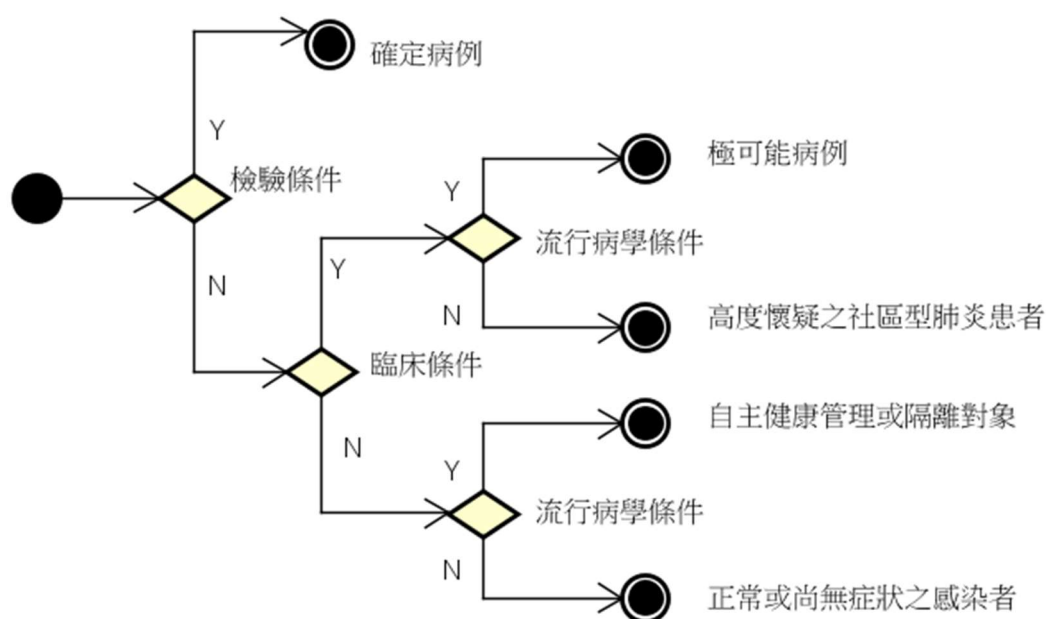 確定病例
Y
檢驗條件
N
Y
極可能病例
流行病學條件
Y
N
高度懷疑之社區型肺炎患者
臨床條件
N
Y
自主健康管理或隔離對象
流行病學條件
N
正常或尚無症狀之感染者